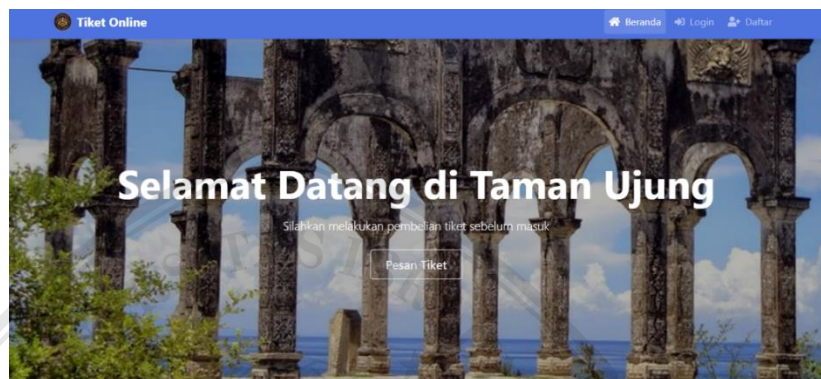 Tiket Online
Beranda
Login
Daftar
Selamat Datang di Taman Ujung
Silahkan melakukan pembelian tiket sebelum masuk
Pesan Tiket